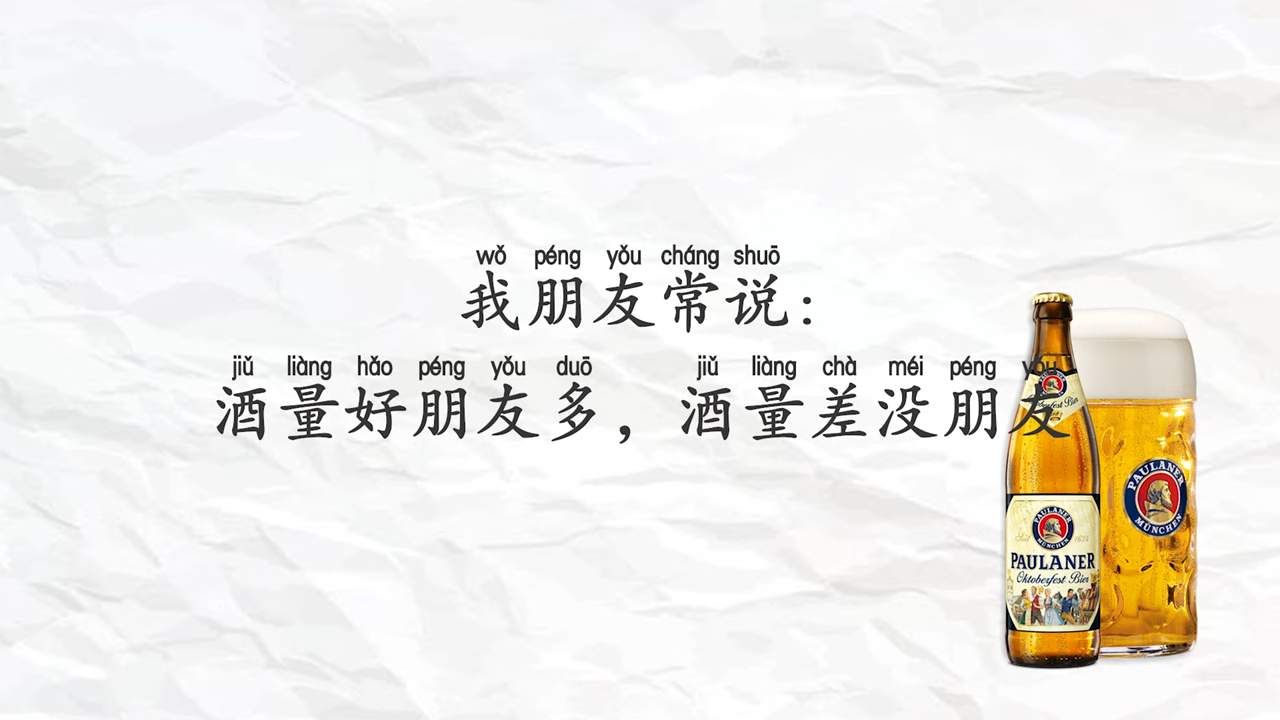 wǒ péng yǒu cháng shuō
我朋友常说：
jiǔ liàng hǎo péng yǒu duō jiǔ liàng chà méi péng yǒu
酒量好朋友多，酒量差没朋友
PAULANER
MÜNCHEN
PAULANER
MÜNCHEN
PAULANER
Oktoberfest Bier